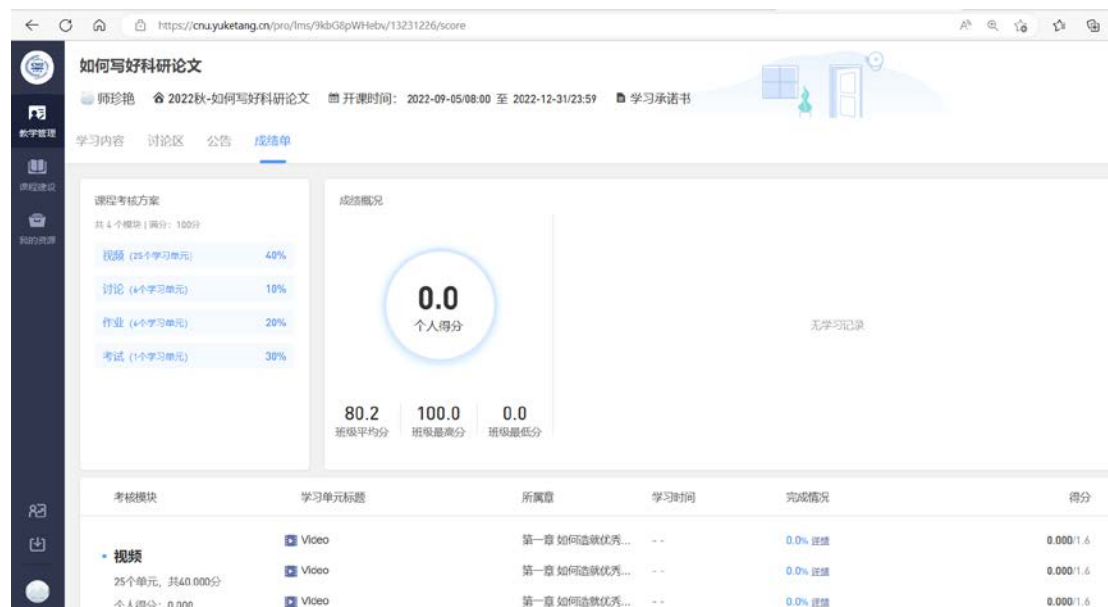 https://cnu.yuketang.cn/pro/lms/9kbG8pWHebv/13231226/score
如何写好科研论文
师珍艳 2022秋-如何写好科研论文 开课时间： 2022-09-05/08:00 至 2022-12-31/23:59 学习承诺书
教学管理
学习内容 讨论区 公告 成绩单
课程建设
我的资源
课程考核方案
共 4 个模块 | 满分：100分
视频 (25个学习单元) 40%
讨论 (6个学习单元) 10%
作业 (6个学习单元) 20%
考试 (1个学习单元) 30%
成绩概况
0.0
个人得分
无学习记录
80.2 100.0 0.0
班级平均分 班级最高分 班级最低分
考核模块 学习单元标题 所属章 学习时间 完成情况 得分
视频
25个单元，共40.000分
个人得分：0.000
Video 第一章 如何造就优秀... -- 0.0% 详情 0.000/1.6
Video 第一章 如何造就优秀... -- 0.0% 详情 0.000/1.6
Video 第一章 如何造就优秀... -- 0.0% 详情 0.000/1.6